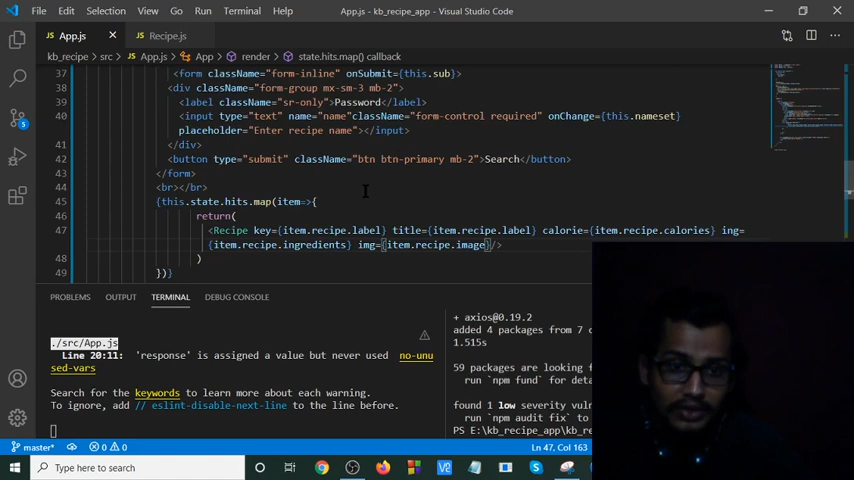 File Edit Selection View Go Run Terminal Help App.js - kb_recipe_app - Visual Studio Code
App.js Recipe.js
kb_recipe > src > App.js > App > render > state.hits.map() callback
37 <form className="form-inline" onSubmit={this.sub}>
38 <div className="form-group mx-sm-3 mb-2">
39 <label className="sr-only">Password</label>
40 <input type="text" name="name"className="form-control required" onChange={this.nameset}
placeholder="Enter recipe name"></input>
41 </div>
42 <button type="submit" className="btn btn-primary mb-2">Search</button>
43 </form>
44 <br></br>
45 {this.state.hits.map(item=>{
46 return(
47 <Recipe key={item.recipe.label} title={item.recipe.label} calorie={item.recipe.calories} ing=
{item.recipe.ingredients} img={item.recipe.image}/>
48 )
49 })}
PROBLEMS OUTPUT TERMINAL DEBUG CONSOLE
./src/App.js
Line 20:11: 'response' is assigned a value but never used no-unu
sed-vars
Search for the keywords to learn more about each warning.
To ignore, add // eslint-disable-next-line to the line before.
+ axios@0.19.2
added 4 packages from 7 c
1.515s
59 packages are looking f
run `npm fund` for deta
found 1 low severity vuln
run `npm audit fix` to
PS E:\kb_recipe_app\kb_re
5
master* 0 0 Ln 47, Col 163
Type here to search